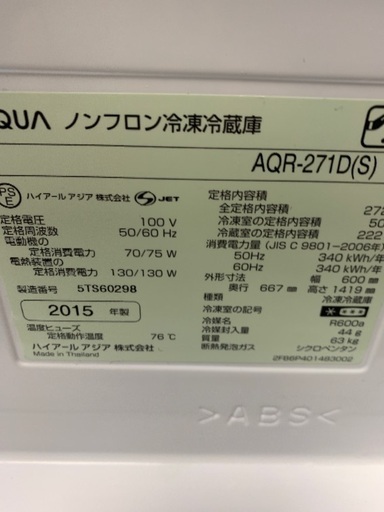 QUA ノンフロン冷凍冷蔵庫
AQR-271D(S)
PS
E
ハイアール アジア 株式会社 JET
定格電圧 100 V
定格周波数 50/60 Hz
電動機の
定格消費電力 70/75 W
電熱装置の
定格消費電力 130/130 W
製造番号 5TS60298
2015 年製
温度ヒューズ
定格動作温度 76℃
ハイアール アジア 株式会社
Made in Thailand
定格内容積
全定格内容積 272
冷凍室の定格内容積 50
冷蔵室の定格内容積 222
消費電力量 (JIS C 9801-2006年)
50Hz 340 kWh/年
60Hz 340 kWh/年
外形寸法 幅 600
奥行 667 mm 高さ 1419 mm
種類 冷凍冷蔵庫
冷凍室の記号
冷媒 R600a
冷媒封入量 44 g
質量 63 kg
断熱発泡ガス シクロペンタン
>ABS<